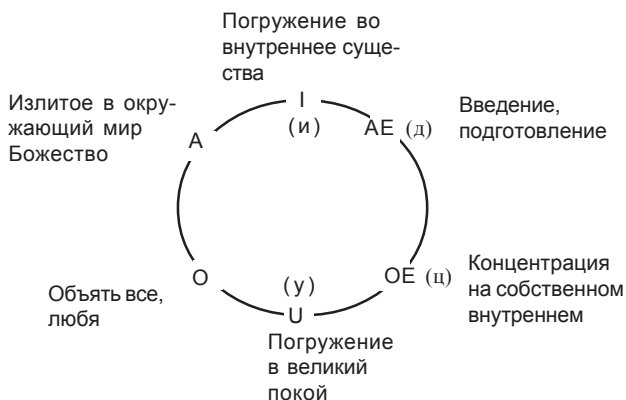 Погружение во
внутреннее суще-
ства
I
(и)
AE (д)
Введение,
подготовление
Излитое в окру-
жающий мир
Божество
A
O
Объять все,
любя
(у)
U
Погружение
в великий
покой
OE (ц)
Концентрация
на собственном
внутреннем